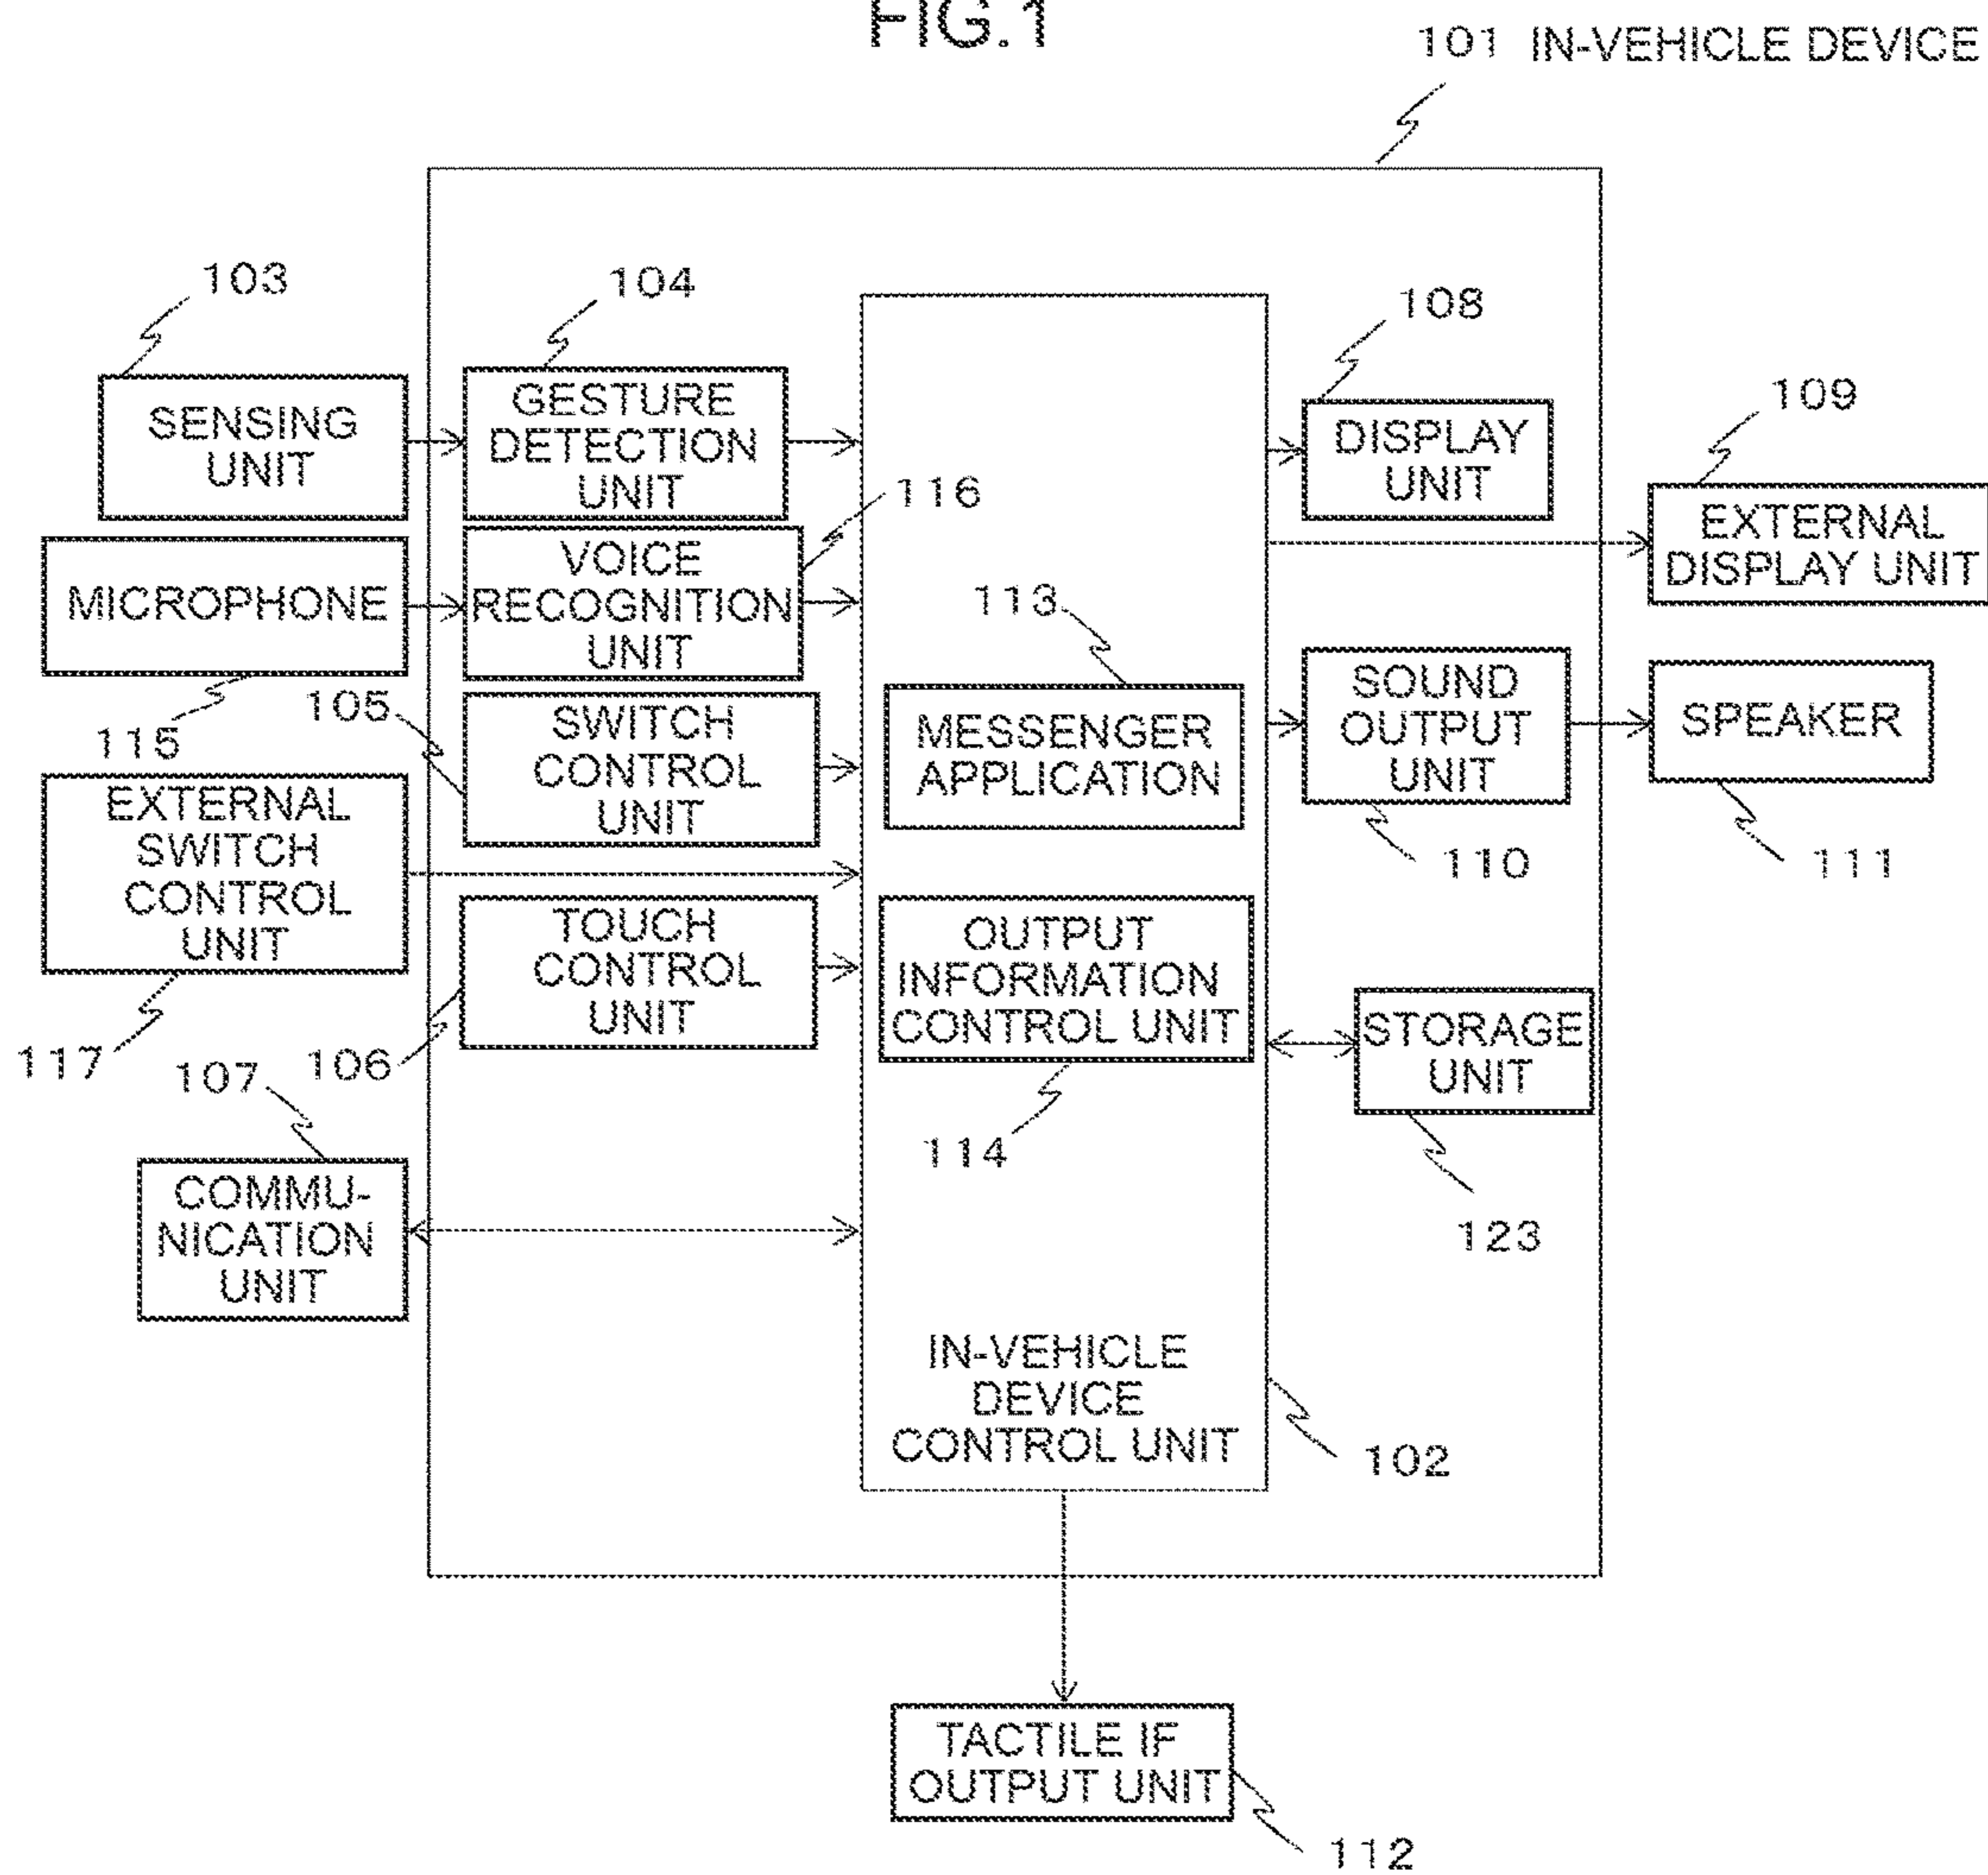 FIG.1
101 IN-VEHICLE DEVICE
103
104
108
109
SENSING
UNIT
GESTURE
DETECTION
UNIT
116
DISPLAY
UNIT
EXTERNAL
DISPLAY UNIT
MICROPHONE
VOICE
RECOGNITION
UNIT
113
115
105
SWITCH
CONTROL
UNIT
MESSENGER
APPLICATION
SOUND
OUTPUT
UNIT
SPEAKER
110
111
EXTERNAL
SWITCH
CONTROL
UNIT
117
TOUCH
CONTROL
UNIT
106
OUTPUT
INFORMATION
CONTROL UNIT
114
STORAGE
UNIT
123
107
COMMU-
NICATION
UNIT
IN-VEHICLE
DEVICE
CONTROL UNIT
102
TACTILE IF
OUTPUT UNIT
112